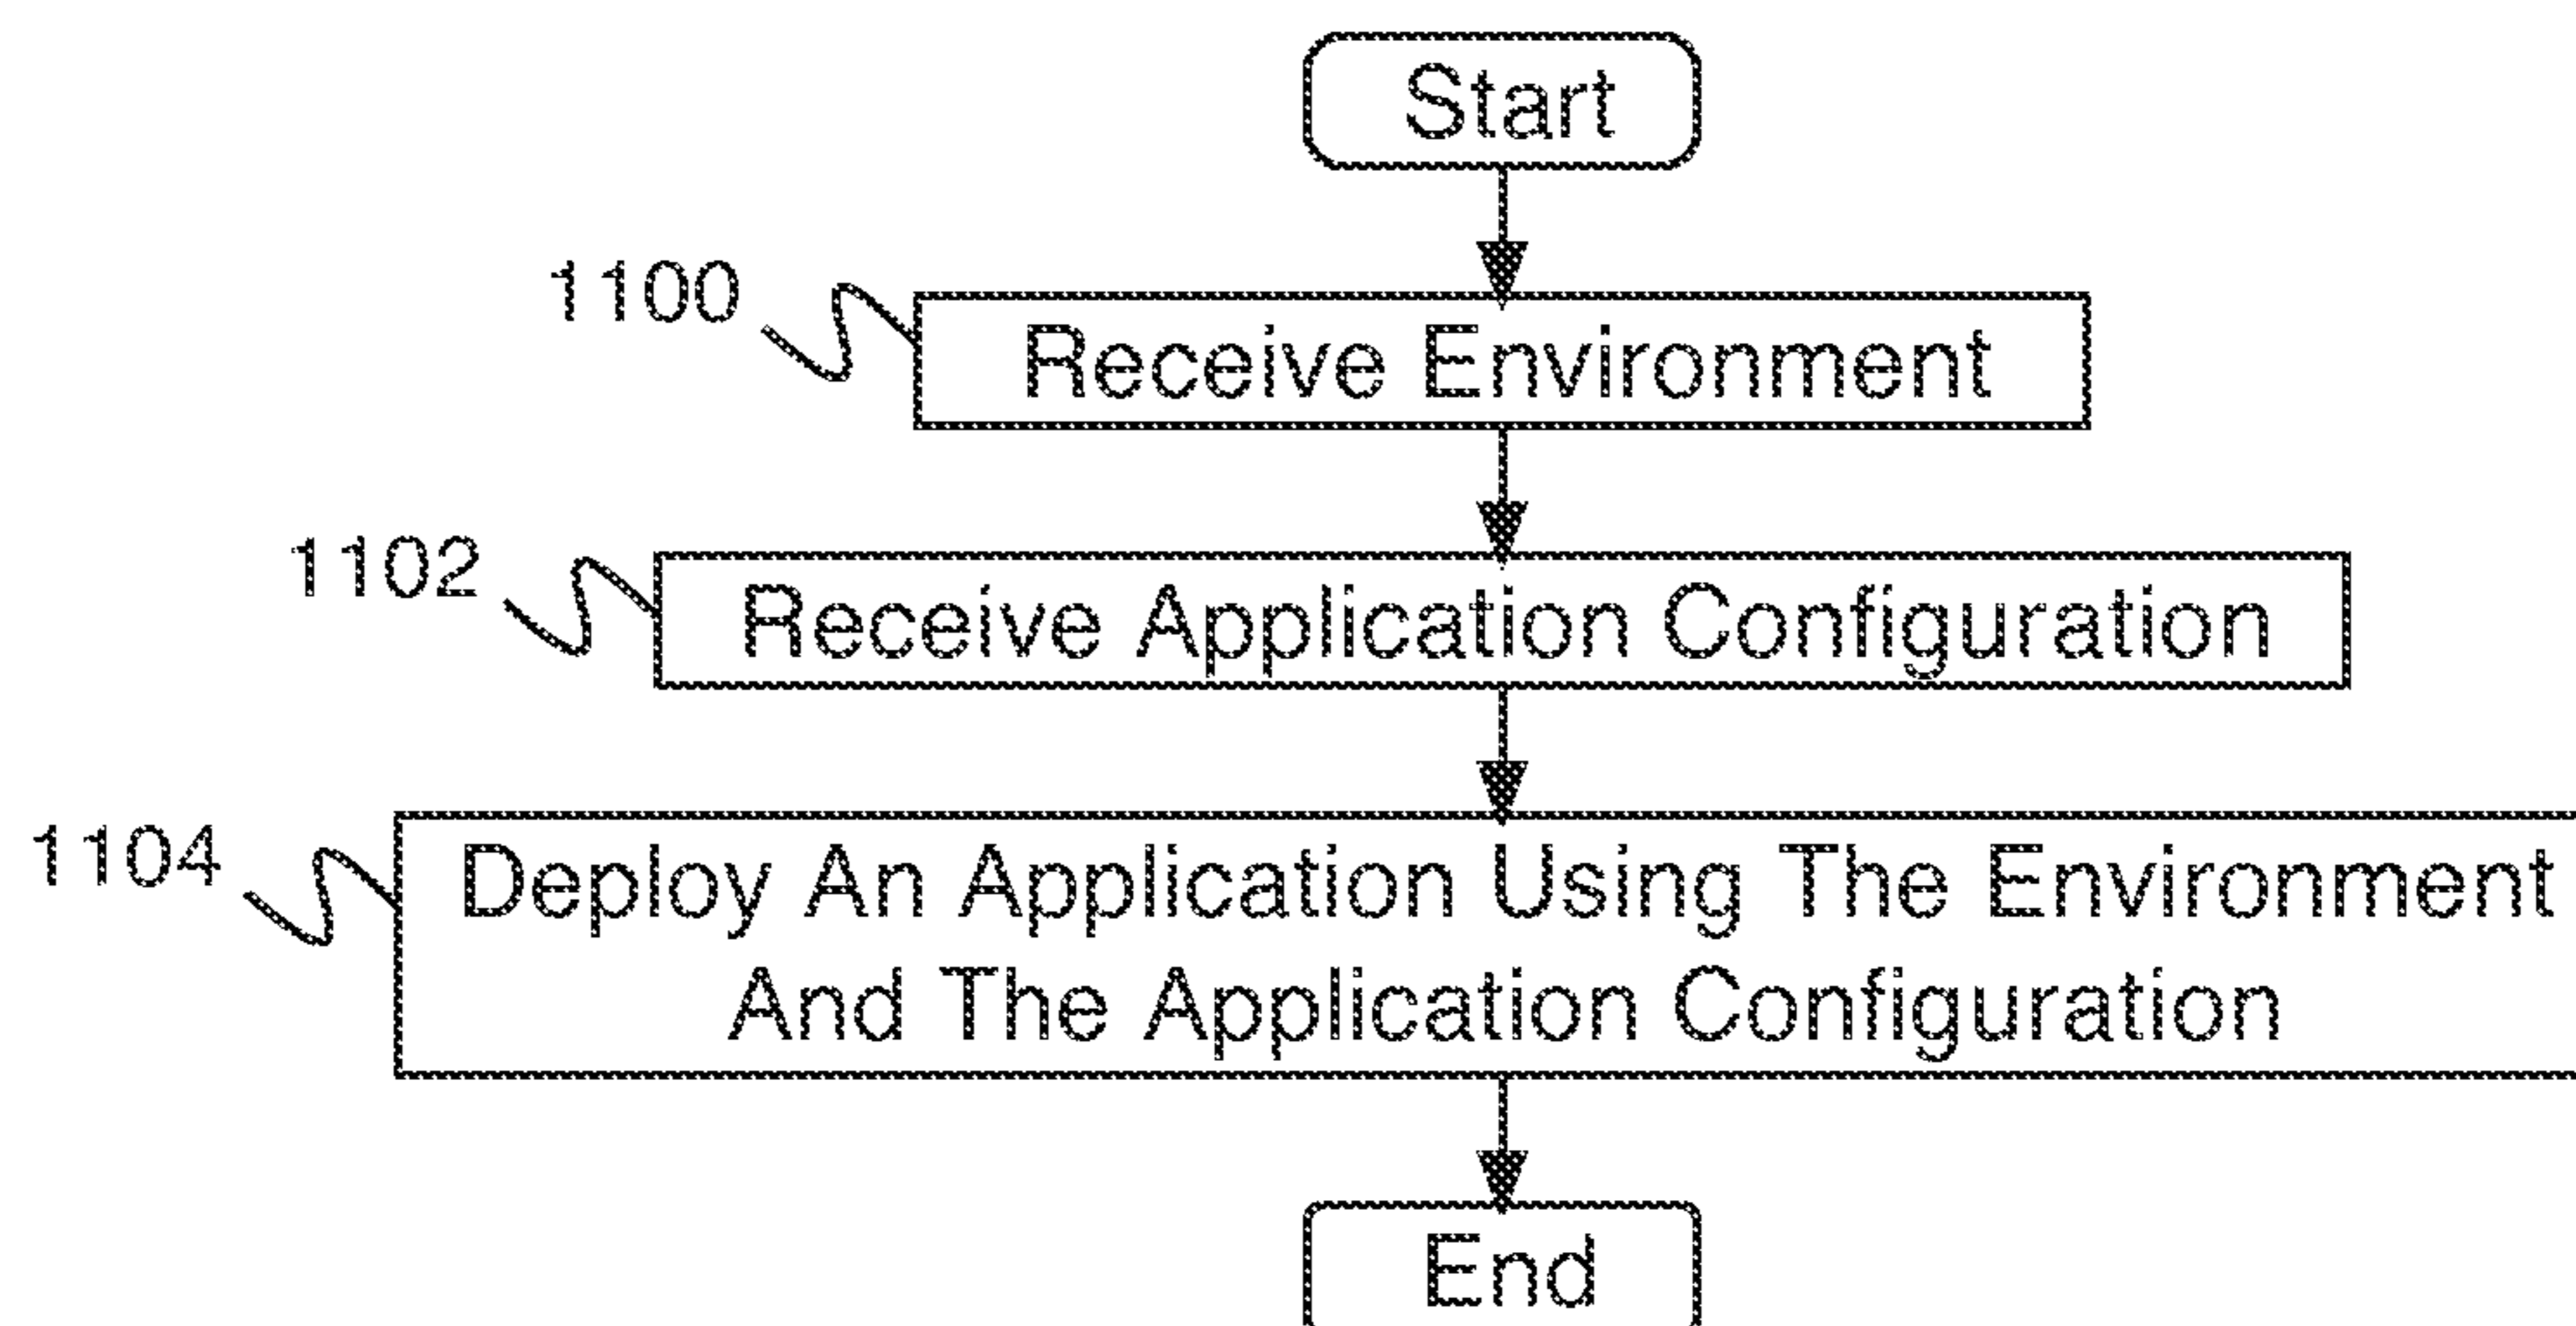 Start
1100
Receive Environment
1102
Receive Application Configuration
1104
Deploy An Application Using The Environment
And The Application Configuration
End